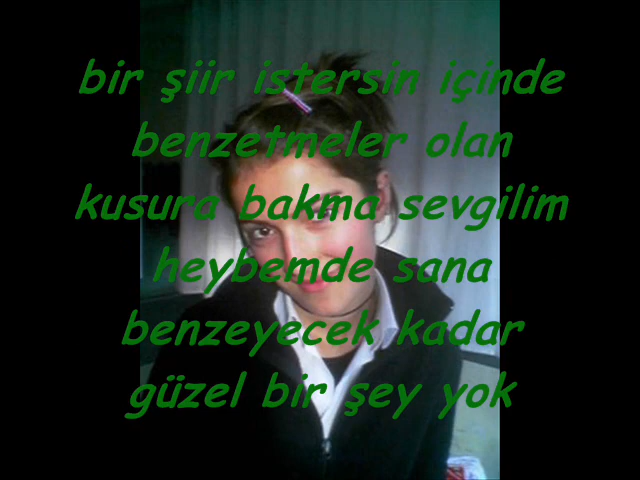 bir şiir istersin içinde
benzetmeler olan
kusura bakma sevgilim
heybemde sana
benzeyecek kadar
güzel bir şey yok